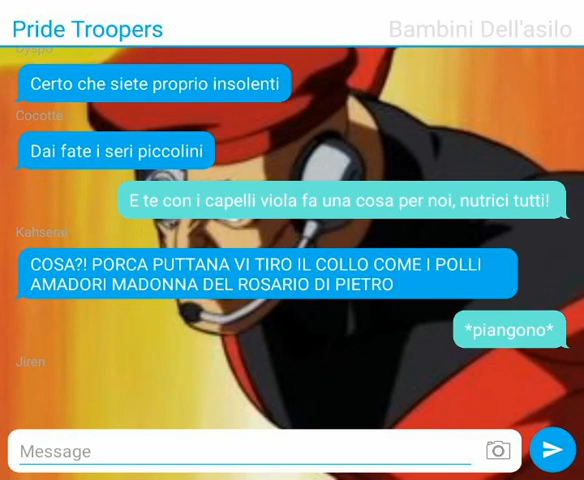 Pride Troopers
Bambini Dell'asilo
Dyspo
Certo che siete proprio insolenti
Cocotte
Dai fate i seri piccolini
E te con i capelli viola fa una cosa per noi, nutrici tutti!
Kahseral
COSA?! PORCA PUTTANA VI TIRO IL COLLO COME I POLLI
AMADORI MADONNA DEL ROSARIO DI PIETRO
*piangono*
Jiren
Message